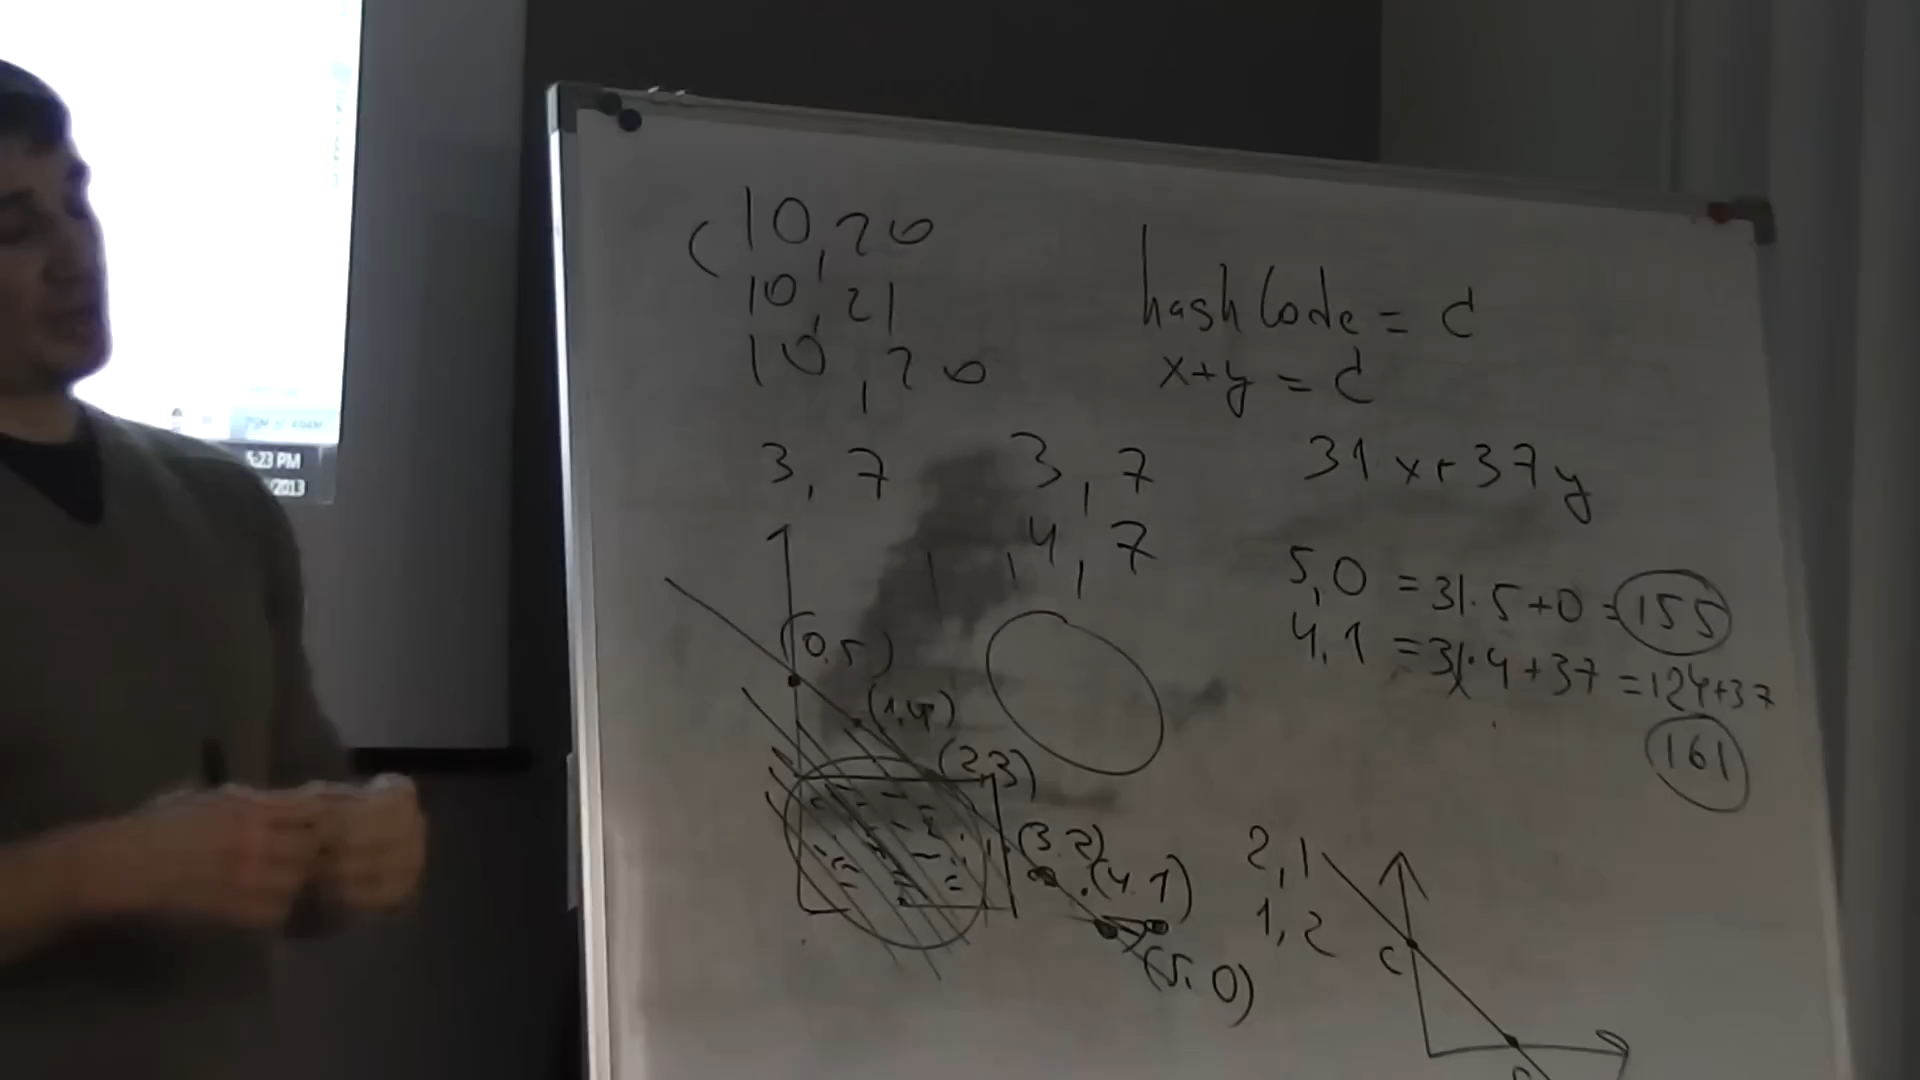 (10,20
10,21
10,20
hashCode = C
x+y = C
3,7
3,7
4,7
31x+37y
5,0 = 31·5+0 = 155
4,1 = 31·4+37 = 124+37
161
(0,5)
(1,4)
(2,3)
(3,2)
(4,1)
(5,0)
2,1
1,2
C
5:23 PM
/2013